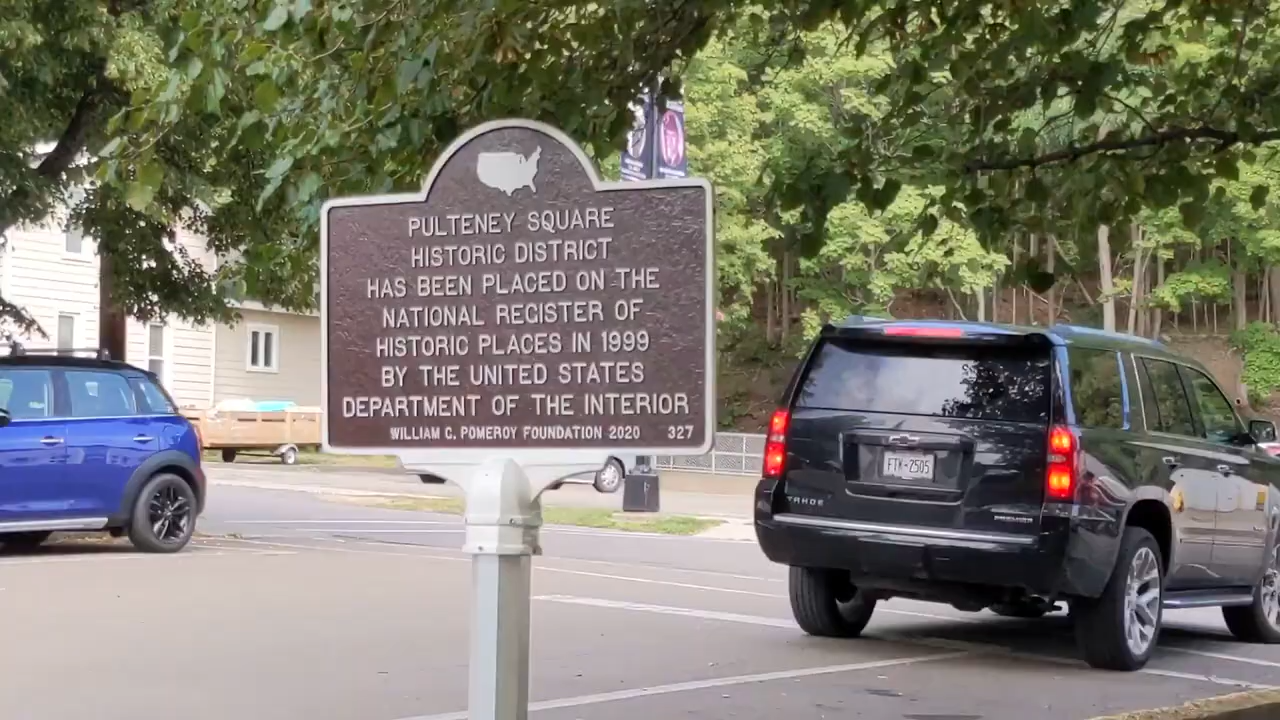 PULTENEY SQUARE
HISTORIC DISTRICT
HAS BEEN PLACED ON THE
NATIONAL REGISTER OF
HISTORIC PLACES IN 1999
BY THE UNITED STATES
DEPARTMENT OF THE INTERIOR
WILLIAM C. POMEROY FOUNDATION 2020 327
FTK-2505
TAHOE